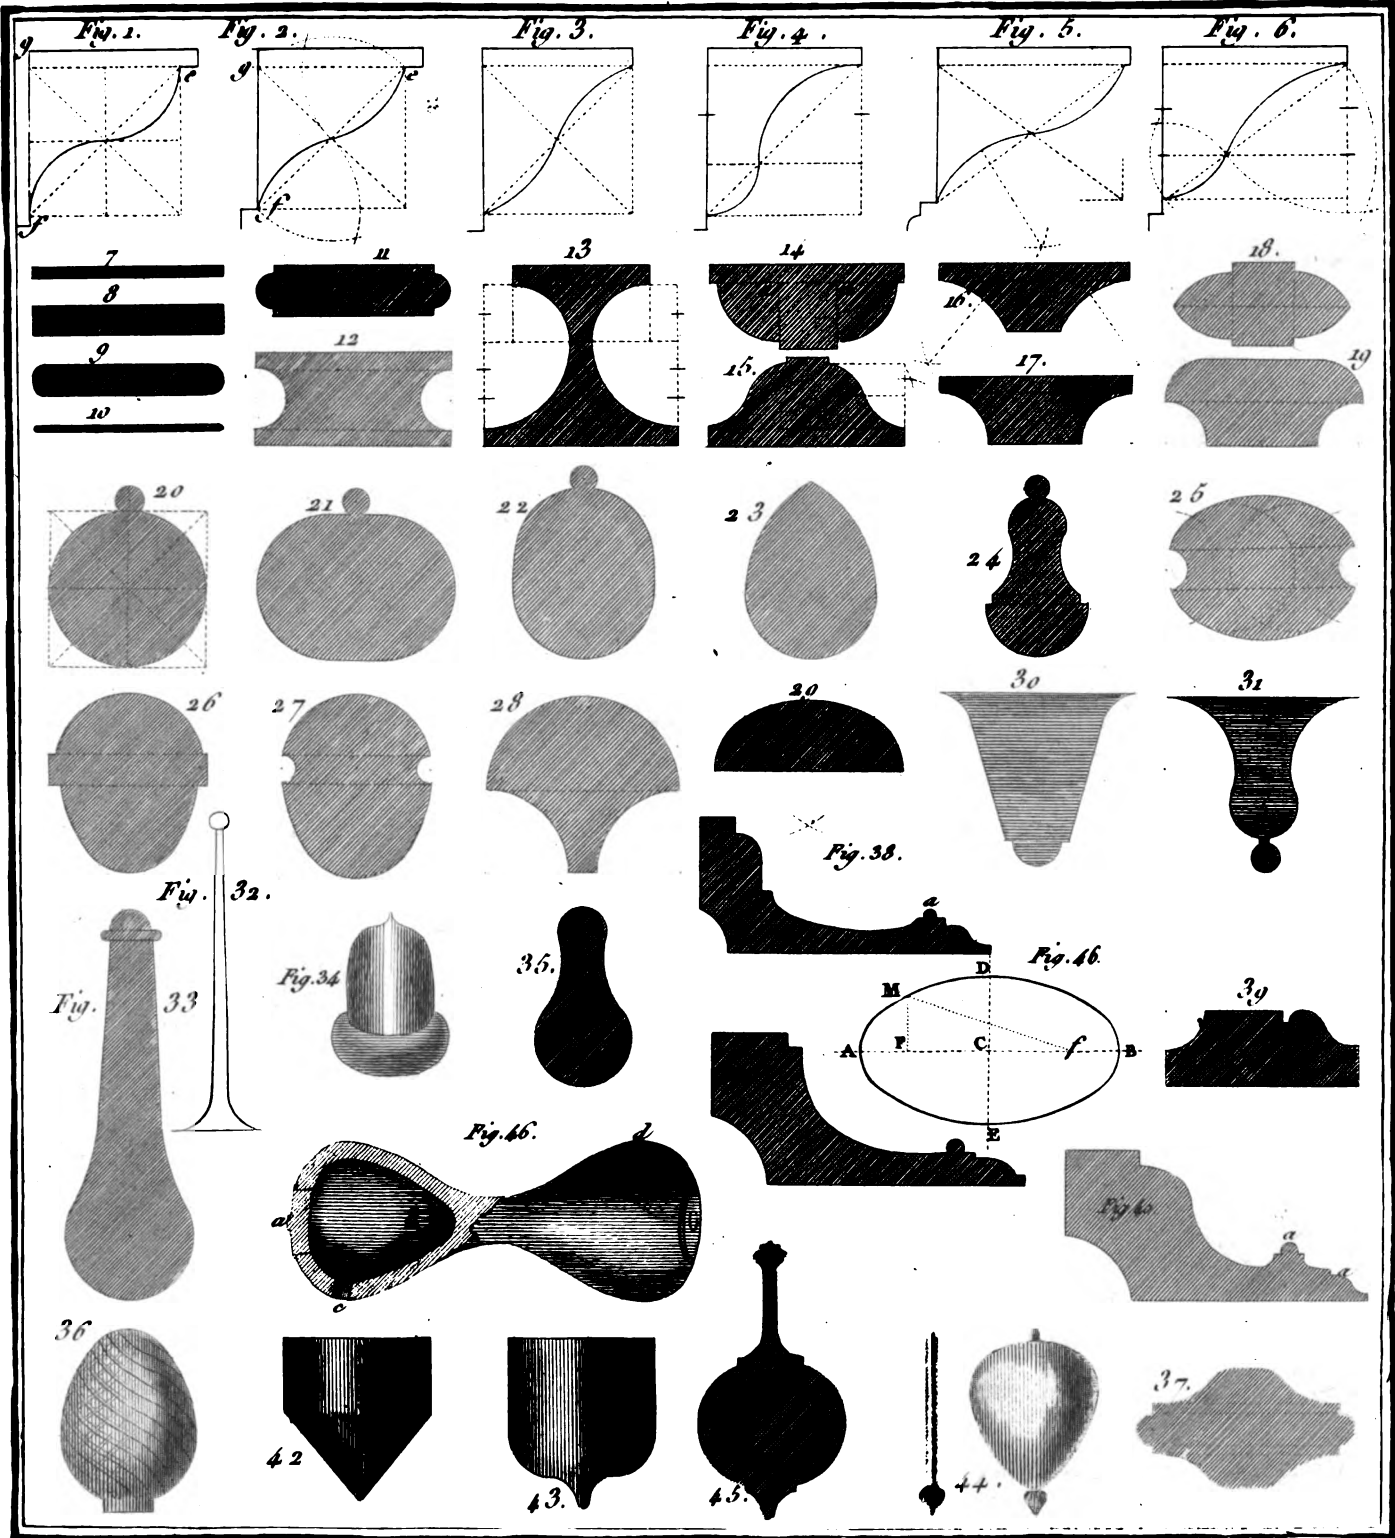 Fig. 1.
Fig. 2.
Fig. 3.
Fig. 4.
Fig. 5.
Fig. 6.
g
e
f
g
e
f
7
8
9
10
11
12
13
14
15.
16.
17.
18.
19
20
21
22
23
24
25
26
27
28
20
30
31
Fig. 32.
Fig. 33
Fig. 34
35.
Fig. 38.
a
Fig. 46.
D
M
A
P
C
f
B
E
39
Fig. 46.
a
d
c
Fig 40.
a
a
36
42
43.
45.
44.
37.